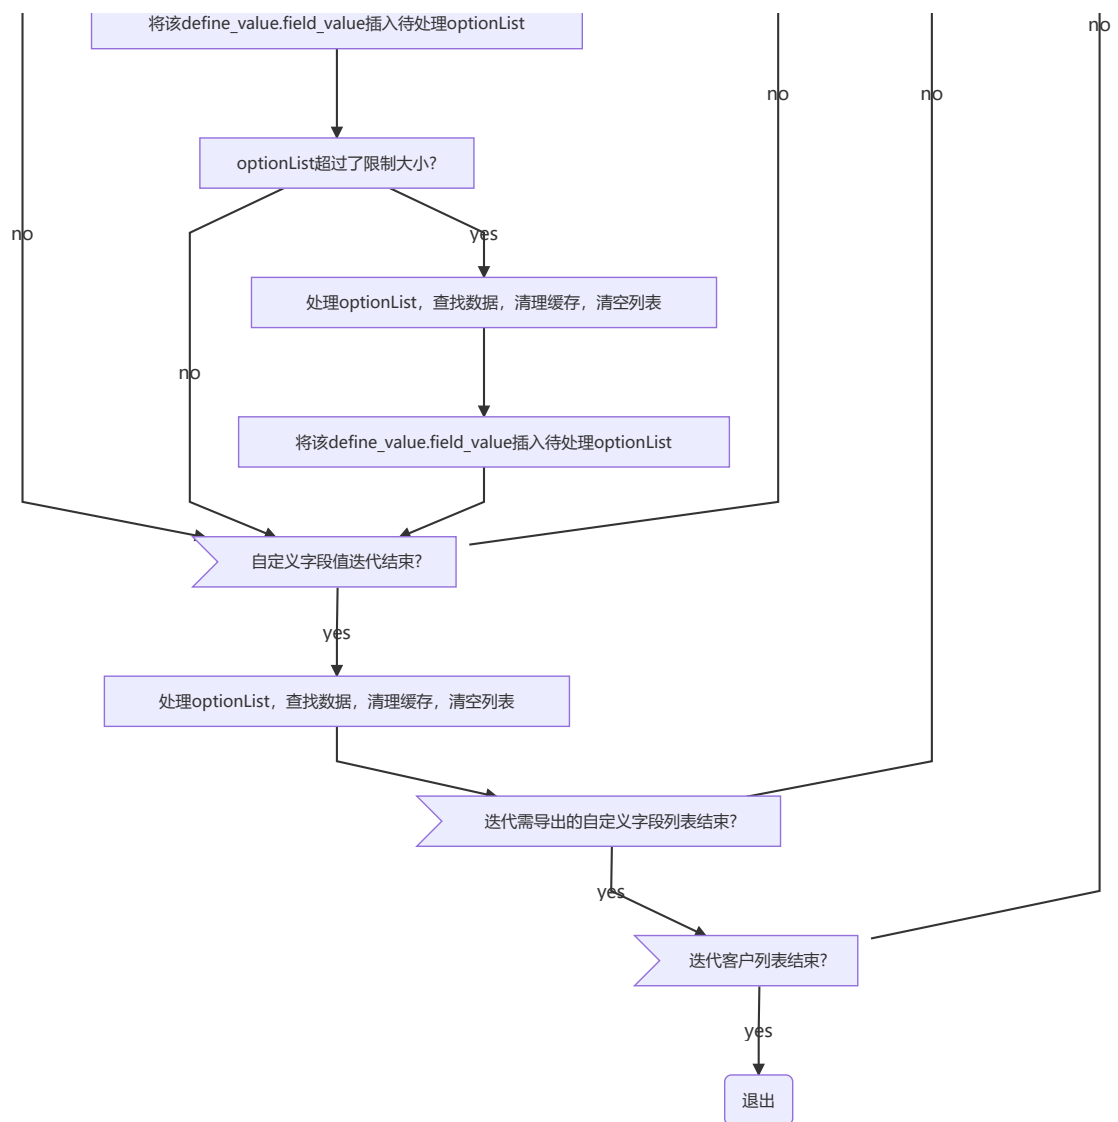 将该define_value.field_value插入待处理optionList
no
no
no
optionList超过了限制大小?
no
yes
处理optionList，查找数据，清理缓存，清空列表
no
将该define_value.field_value插入待处理optionList
自定义字段值迭代结束?
yes
处理optionList，查找数据，清理缓存，清空列表
迭代需导出的自定义字段列表结束?
yes
迭代客户列表结束?
yes
退出